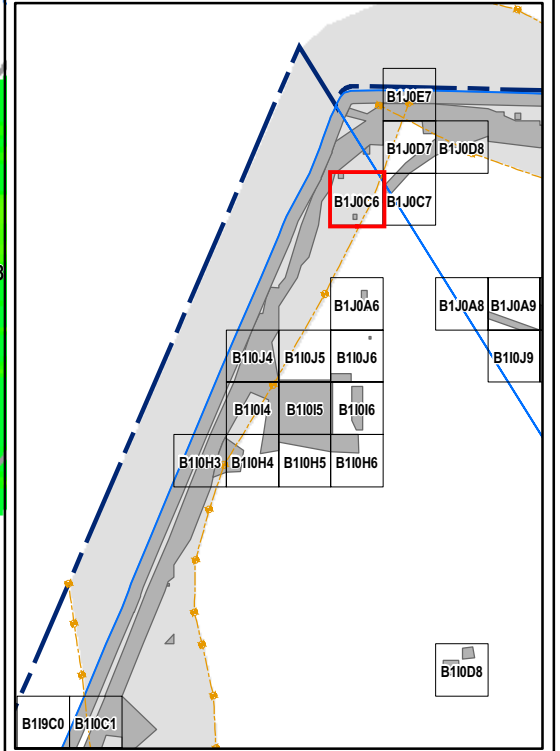 B1J0E7
B1J0D7 B1J0D8
B1J0C6 B1J0C7
B1J0A6 B1J0A8 B1J0A9
B1I0J4 B1I0J5 B1I0J6 B1I0J9
B1I0I4 B1I0I5 B1I0I6
B1I0H3 B1I0H4 B1I0H5 B1I0H6
B1I0D8
B1I9C0 B1I0C1